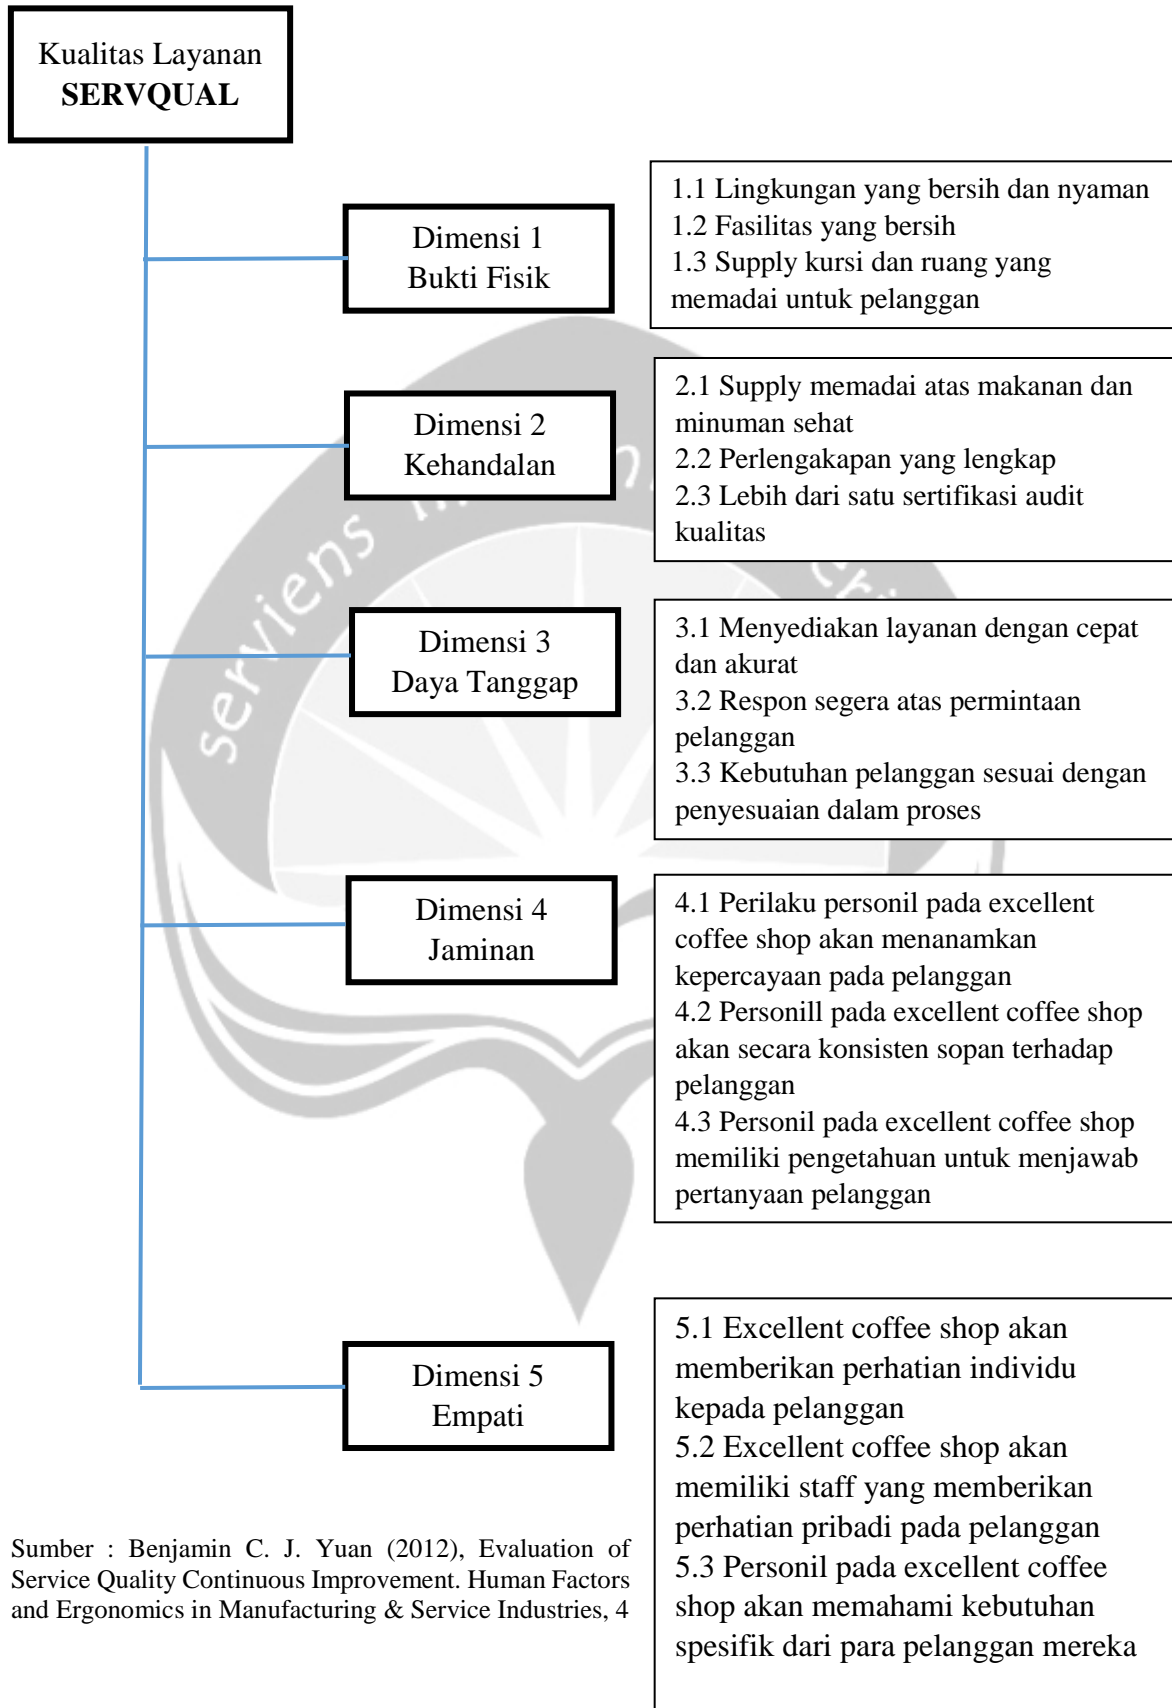 Kualitas Layanan
SERVQUAL
Dimensi 1
Bukti Fisik
1.1 Lingkungan yang bersih dan nyaman
1.2 Fasilitas yang bersih
1.3 Supply kursi dan ruang yang
memadai untuk pelanggan
Dimensi 2
Kehandalan
2.1 Supply memadai atas makanan dan
minuman sehat
2.2 Perlengakapan yang lengkap
2.3 Lebih dari satu sertifikasi audit
kualitas
serviens
Dimensi 3
Daya Tanggap
3.1 Menyediakan layanan dengan cepat
dan akurat
3.2 Respon segera atas permintaan
pelanggan
3.3 Kebutuhan pelanggan sesuai dengan
penyesuaian dalam proses
Dimensi 4
Jaminan
4.1 Perilaku personil pada excellent
coffee shop akan menanamkan
kepercayaan pada pelanggan
4.2 Personill pada excellent coffee shop
akan secara konsisten sopan terhadap
pelanggan
4.3 Personil pada excellent coffee shop
memiliki pengetahuan untuk menjawab
pertanyaan pelanggan
Dimensi 5
Empati
5.1 Excellent coffee shop akan
memberikan perhatian individu
kepada pelanggan
5.2 Excellent coffee shop akan
memiliki staff yang memberikan
perhatian pribadi pada pelanggan
5.3 Personil pada excellent coffee
shop akan memahami kebutuhan
spesifik dari para pelanggan mereka
Sumber : Benjamin C. J. Yuan (2012), Evaluation of
Service Quality Continuous Improvement. Human Factors
and Ergonomics in Manufacturing & Service Industries, 4